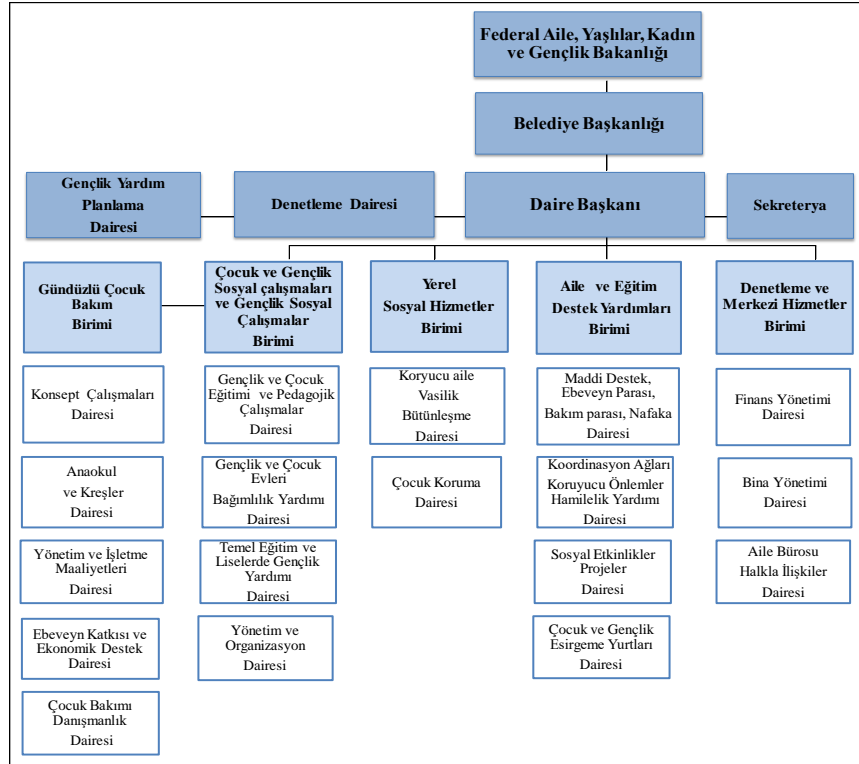 Federal Aile, Yaşlılar, Kadın
ve Gençlik Bakanlığı
Belediye Başkanlığı
Gençlik Yardım
Planlama
Dairesi
Denetleme Dairesi
Daire Başkanı
Sekreterya
Gündüzlü Çocuk
Bakım
Birimi
Çocuk ve Gençlik
Sosyal çalışmaları
ve Gençlik Sosyal
Çalışmalar
Birimi
Yerel
Sosyal Hizmetler
Birimi
Aile ve Eğitim
Destek Yardımları
Birimi
Denetleme ve
Merkezi Hizmetler
Birimi
Konsept Çalışmaları
Dairesi
Gençlik ve Çocuk
Eğitimi ve Pedagojik
Çalışmalar
Dairesi
Koryucu aile
Vasilik
Bütünleşme
Dairesi
Maddi Destek,
Ebeveyn Parası,
Bakım parası, Nafaka
Dairesi
Finans Yönetimi
Dairesi
Anaokul
ve Kreşler
Dairesi
Gençlik ve Çocuk
Evleri
Bağımlılık Yardımı
Dairesi
Çocuk Koruma
Dairesi
Koordinasyon Ağları
Koruyucu Önlemler
Hamilelik Yardımı
Dairesi
Bina Yönetimi
Dairesi
Yönetim ve İşletme
Maaliyetleri
Dairesi
Temel Eğitim ve
Liselerde Gençlik
Yardımı
Dairesi
Sosyal Etkinlikler
Projeler
Dairesi
Aile Bürosu
Halkla İlişkiler
Dairesi
Ebeveyn Katkısı ve
Ekonomik Destek
Dairesi
Yönetim ve
Organizasyon
Dairesi
Çocuk ve Gençlik
Esirgeme Yurtları
Dairesi
Çocuk Bakımı
Danışmanlık
Dairesi